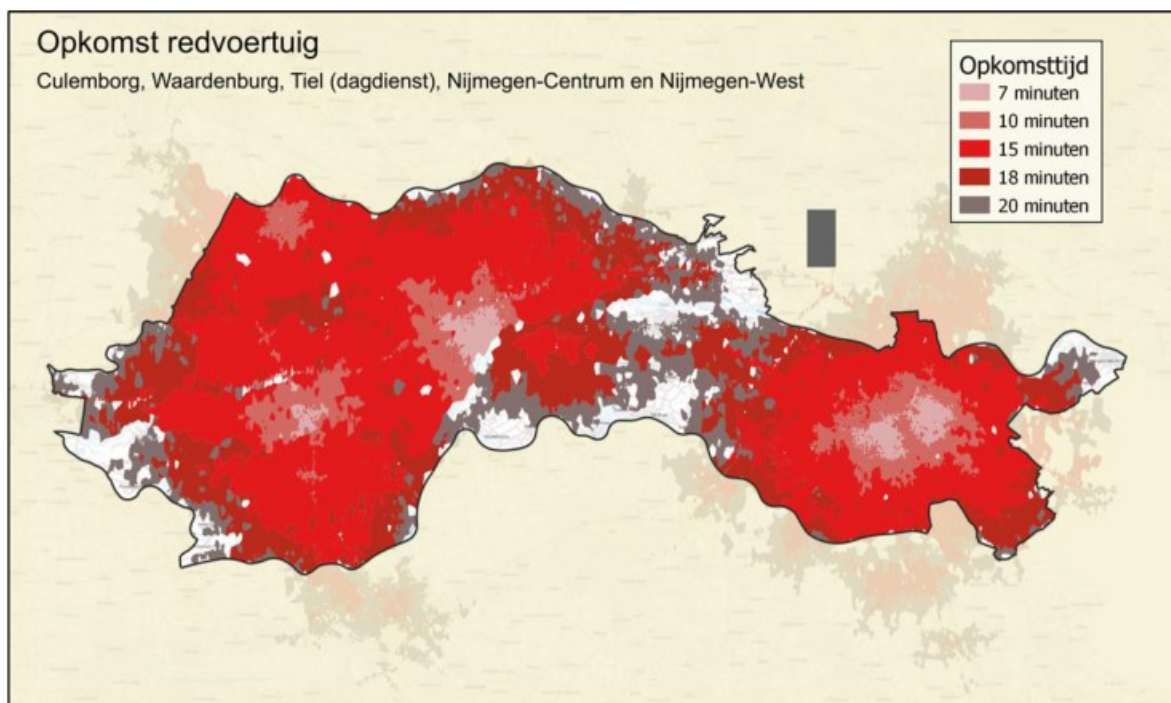 Opkomst redvoertuig
Culemborg, Waardenburg, Tiel (dagdienst), Nijmegen-Centrum en Nijmegen-West
Opkomsttijd
7 minuten
10 minuten
15 minuten
18 minuten
20 minuten